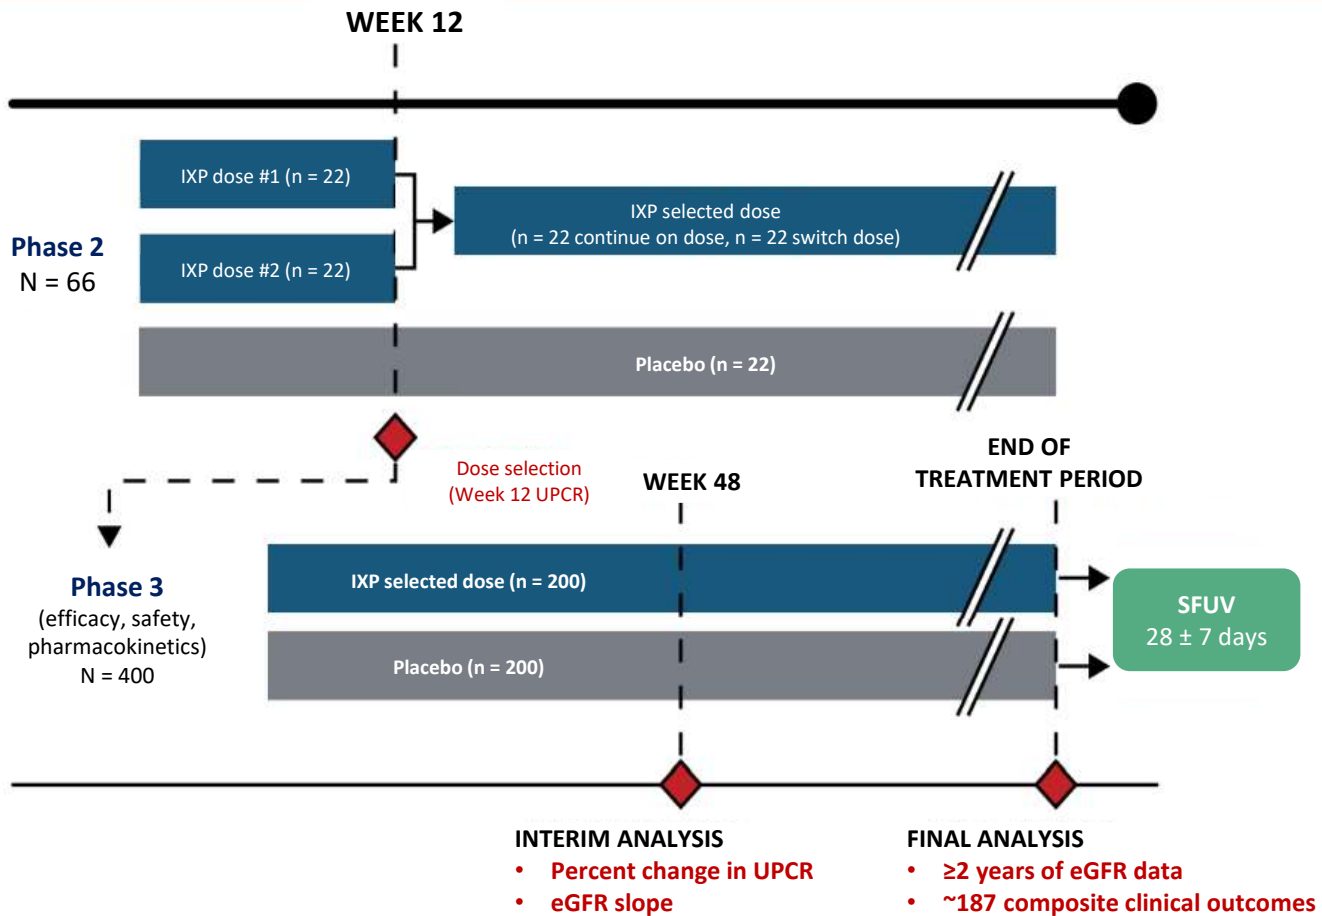 WEEK 12
IXP dose #1 (n = 22)
IXP selected dose
(n = 22 continue on dose, n = 22 switch dose)
Phase 2
N = 66
IXP dose #2 (n = 22)
Placebo (n = 22)
Dose selection
(Week 12 UPCR)
WEEK 48
END OF
TREATMENT PERIOD
Phase 3
(efficacy, safety,
pharmacokinetics)
N = 400
IXP selected dose (n = 200)
Placebo (n = 200)
SFUV
28 ± 7 days
INTERIM ANALYSIS
• Percent change in UPCR
• eGFR slope
FINAL ANALYSIS
• ≥2 years of eGFR data
• ~187 composite clinical outcomes